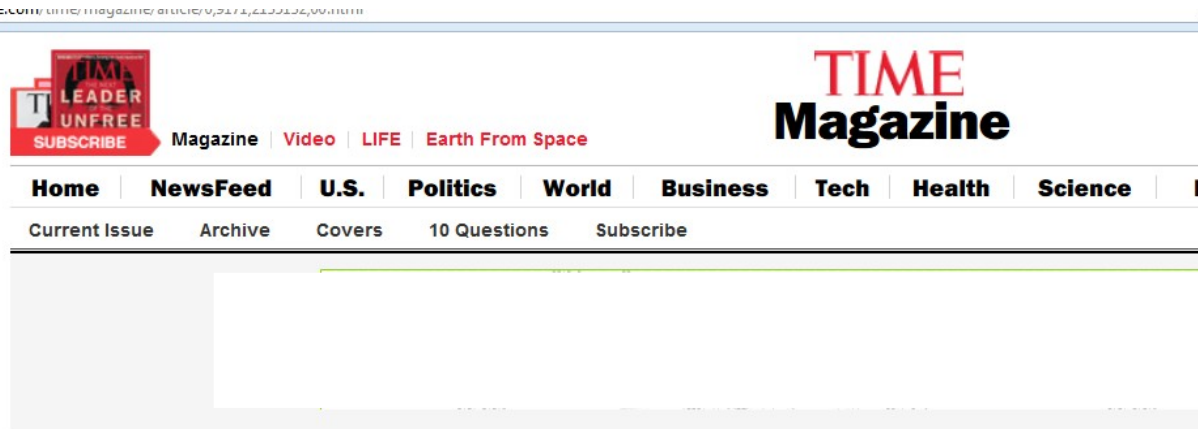 TIME
LEADER
UNFREE
SUBSCRIBE
Magazine Video LIFE Earth From Space
TIME
Magazine
Home NewsFeed U.S. Politics World Business Tech Health Science
Current Issue Archive Covers 10 Questions Subscribe